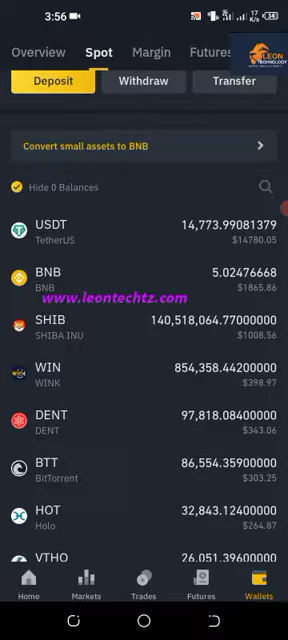 3:56
17 K/s
34
Overview Spot Margin Futures
LEON
TECHNOLOGY
Deposit Withdraw Transfer
Convert small assets to BNB
Hide 0 Balances
USDT 14,773.99081379
TetherUS $14780.05
BNB 5.02476668
BNB $1865.86
www.leontechtz.com
SHIB 140,518,064.77000000
SHIBA INU $1008.56
WIN 854,358.44200000
WINK $398.97
DENT 97,818.08400000
DENT $343.06
BTT 86,554.35900000
BitTorrent $303.25
HOT 32,843.12400000
Holo $264.87
VTHO 26,051.39600000
Home Markets Trades Futures Wallets